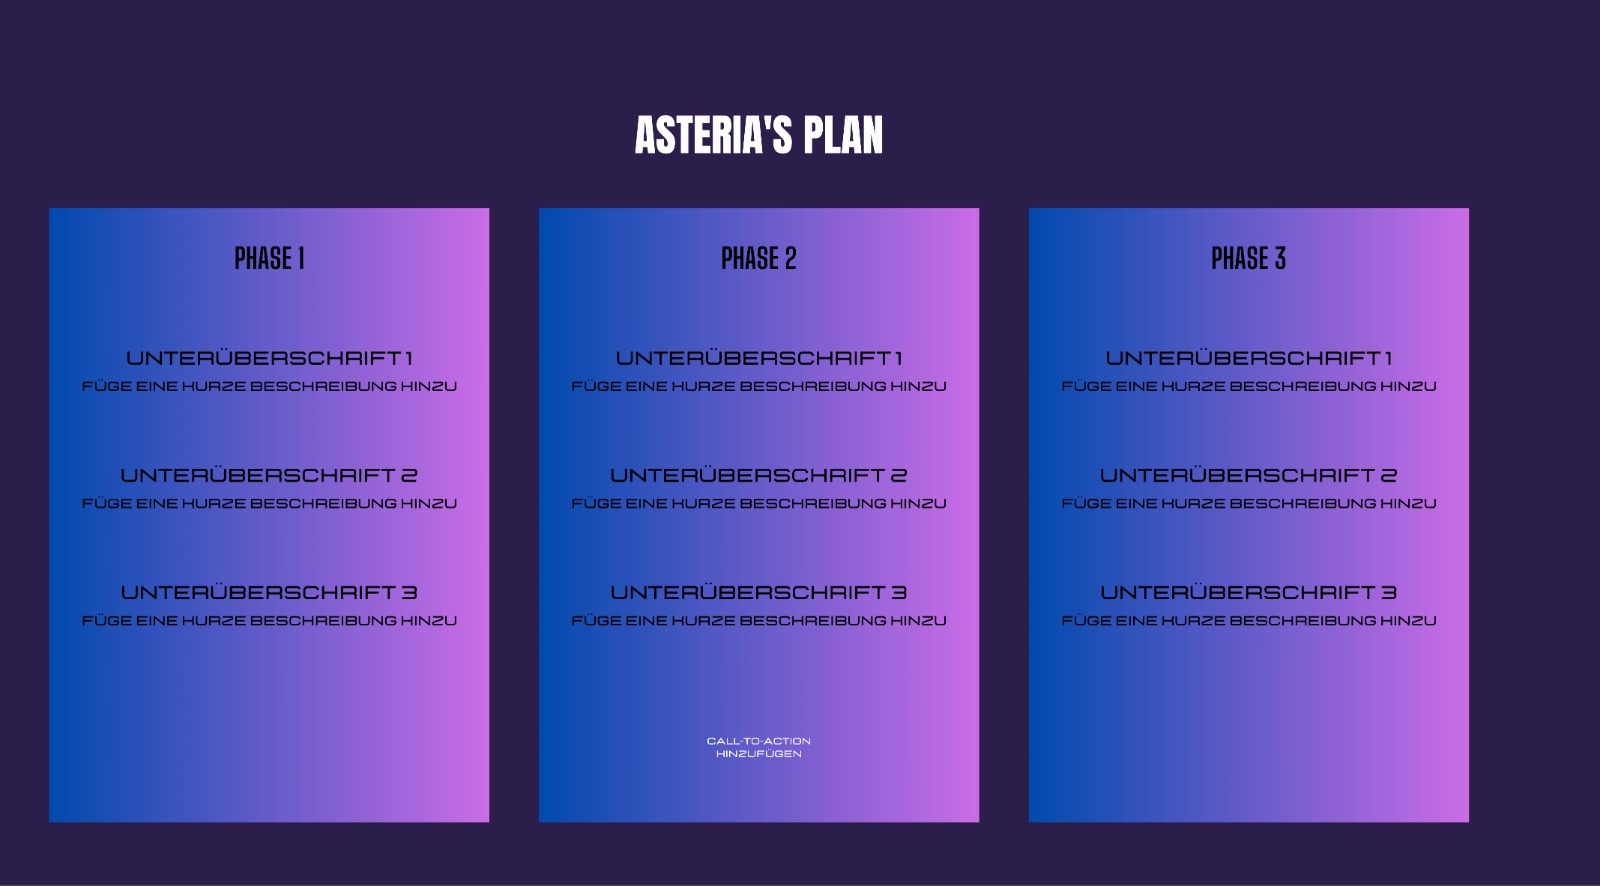 ASTERIA'S PLAN
PHASE 1
UNTERÜBERSCHRIFT 1
FÜGE EINE KURZE BESCHREIBUNG HINZU
UNTERÜBERSCHRIFT 2
FÜGE EINE KURZE BESCHREIBUNG HINZU
UNTERÜBERSCHRIFT 3
FÜGE EINE KURZE BESCHREIBUNG HINZU
PHASE 2
UNTERÜBERSCHRIFT 1
FÜGE EINE KURZE BESCHREIBUNG HINZU
UNTERÜBERSCHRIFT 2
FÜGE EINE KURZE BESCHREIBUNG HINZU
UNTERÜBERSCHRIFT 3
FÜGE EINE KURZE BESCHREIBUNG HINZU
CALL-TO-ACTION
HINZUFÜGEN
PHASE 3
UNTERÜBERSCHRIFT 1
FÜGE EINE KURZE BESCHREIBUNG HINZU
UNTERÜBERSCHRIFT 2
FÜGE EINE KURZE BESCHREIBUNG HINZU
UNTERÜBERSCHRIFT 3
FÜGE EINE KURZE BESCHREIBUNG HINZU